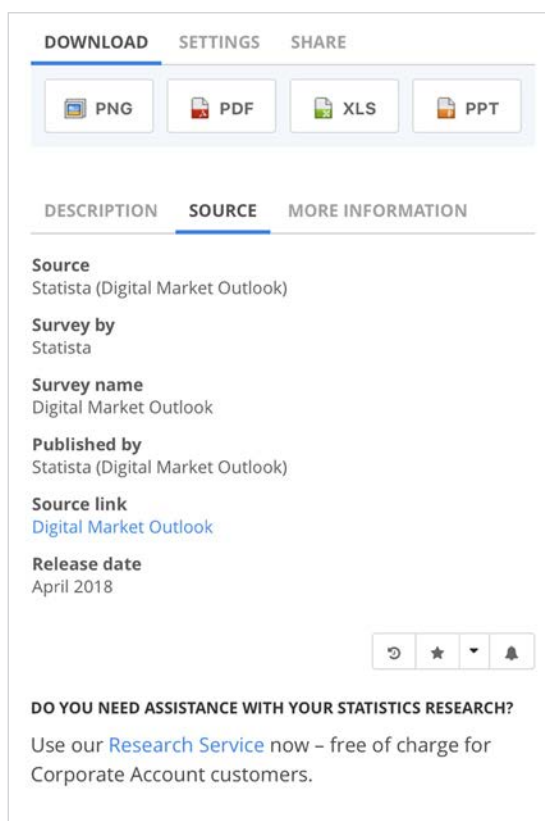 DOWNLOAD SETTINGS SHARE
PNG PDF XLS PPT
DESCRIPTION SOURCE MORE INFORMATION
Source
Statista (Digital Market Outlook)
Survey by
Statista
Survey name
Digital Market Outlook
Published by
Statista (Digital Market Outlook)
Source link
Digital Market Outlook
Release date
April 2018
DO YOU NEED ASSISTANCE WITH YOUR STATISTICS RESEARCH?
Use our Research Service now – free of charge for
Corporate Account customers.